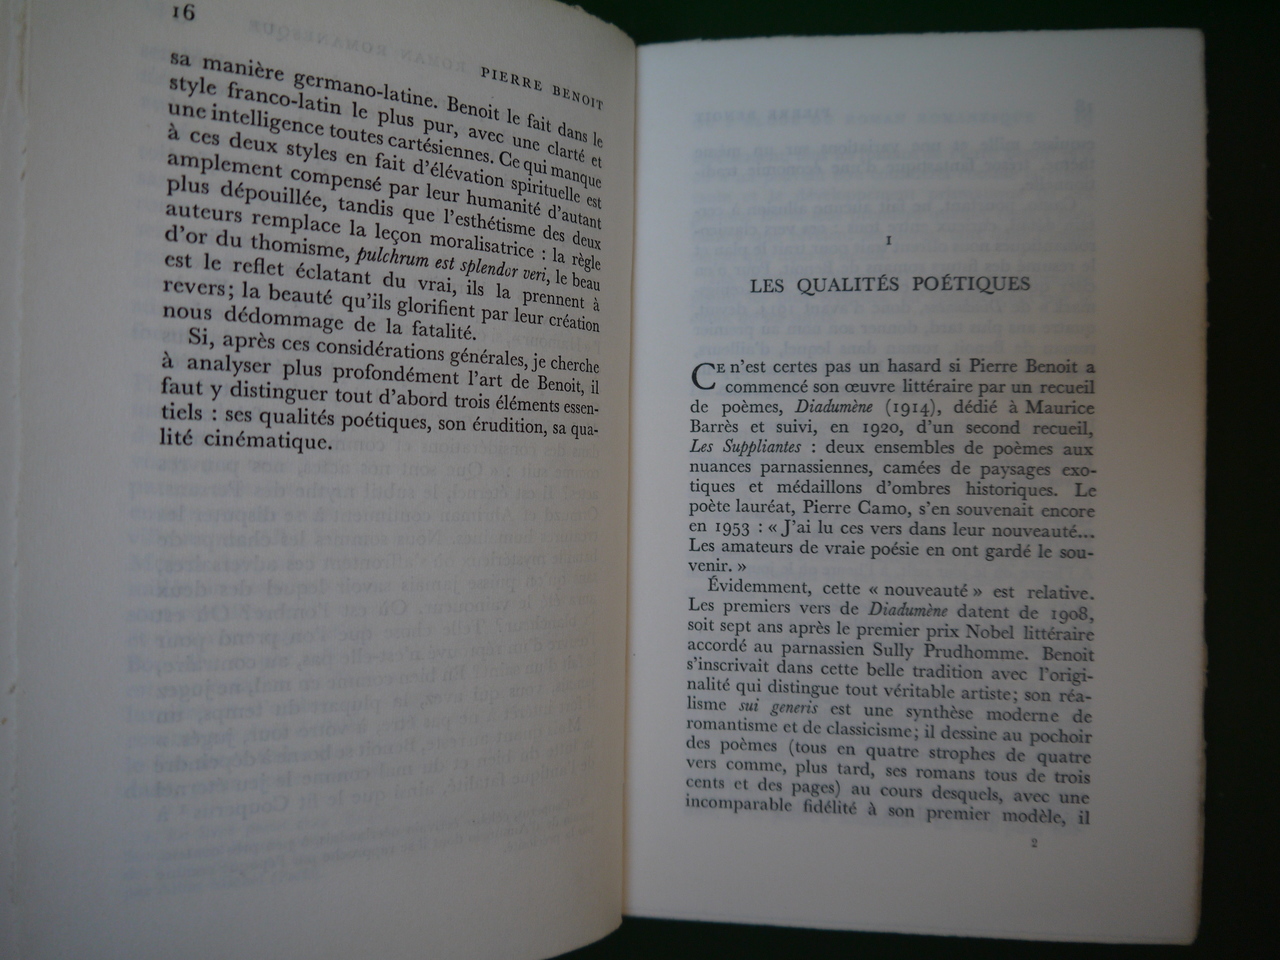 16
PIERRE BENOIT
sa manière germano-latine. Benoit le fait dans le
style franco-latin le plus pur, avec une clarté et
une intelligence toutes cartésiennes. Ce qui manque
à ces deux styles en fait d'élévation spirituelle est
amplement compensé par leur humanité d'autant
plus dépouillée, tandis que l'esthétisme des deux
auteurs remplace la leçon moralisatrice : la règle
d'or du thomisme, pulchrum est splendor veri, le beau
est le reflet éclatant du vrai, ils la prennent à
revers; la beauté qu'ils glorifient par leur création
nous dédommage de la fatalité.
Si, après ces considérations générales, je cherche
à analyser plus profondément l'art de Benoit, il
faut y distinguer tout d'abord trois éléments essen-
tiels : ses qualités poétiques, son érudition, sa qua-
lité cinématique.
I
LES QUALITÉS POÉTIQUES
CE n'est certes pas un hasard si Pierre Benoit a
commencé son œuvre littéraire par un recueil
de poèmes, Diadumène (1914), dédié à Maurice
Barrès et suivi, en 1920, d'un second recueil,
Les Suppliantes : deux ensembles de poèmes aux
nuances parnassiennes, camées de paysages exo-
tiques et médaillons d'ombres historiques. Le
poète lauréat, Pierre Camo, s'en souvenait encore
en 1953 : « J'ai lu ces vers dans leur nouveauté...
Les amateurs de vraie poésie en ont gardé le sou-
venir. »
Évidemment, cette « nouveauté » est relative.
Les premiers vers de Diadumène datent de 1908,
soit sept ans après le premier prix Nobel littéraire
accordé au parnassien Sully Prudhomme. Benoit
s'inscrivait dans cette belle tradition avec l'origi-
nalité qui distingue tout véritable artiste; son réa-
lisme sui generis est une synthèse moderne de
romantisme et de classicisme; il dessine au pochoir
des poèmes (tous en quatre strophes de quatre
vers comme, plus tard, ses romans tous de trois
cents et des pages) au cours desquels, avec une
incomparable fidélité à son premier modèle, il
2